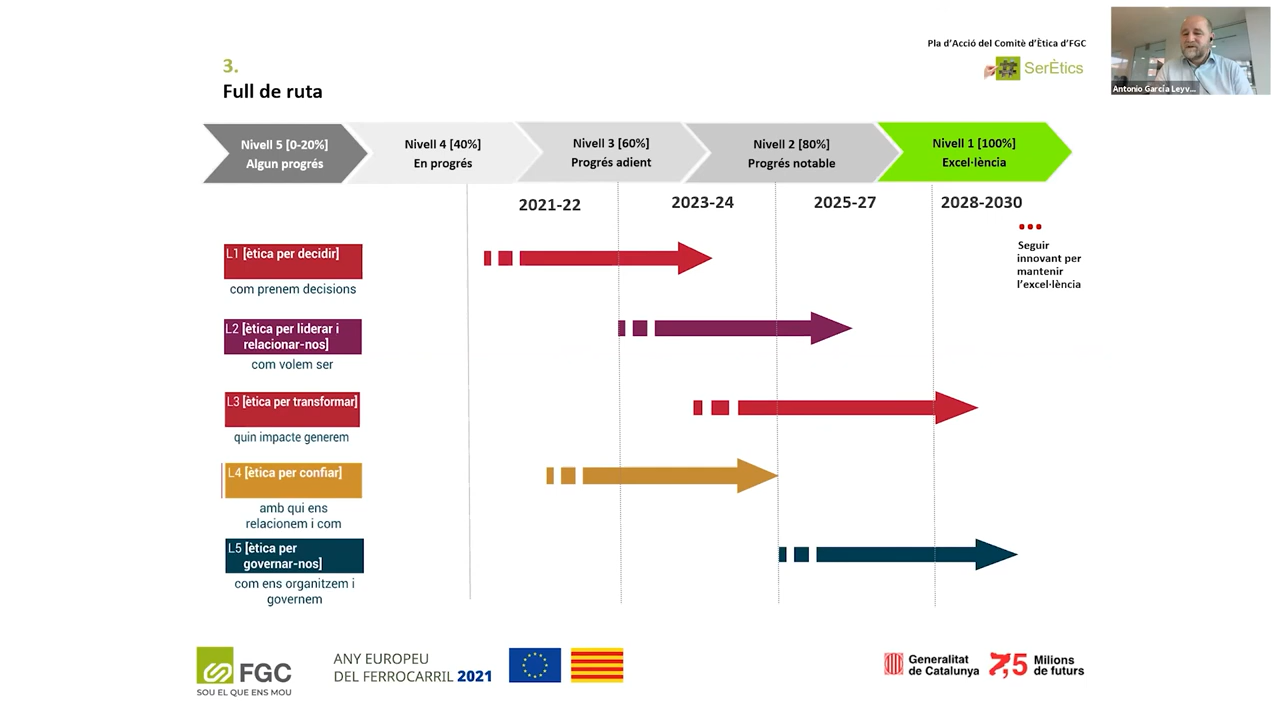 Pla d'Acció del Comitè d'Ètica d'FGC
SerÈtics
Antonio García Leyv...
3.
Full de ruta
Nivell 5 [0-20%]
Algun progrés
Nivell 4 [40%]
En progrés
Nivell 3 [60%]
Progrés adient
Nivell 2 [80%]
Progrés notable
Nivell 1 [100%]
Excel·lència
2021-22
2023-24
2025-27
2028-2030
Seguir
innovant per
mantenir
l'excel·lència
L1 [ètica per decidir]
com prenem decisions
L2 [ètica per liderar i
relacionar-nos]
com volem ser
L3 [ètica per transformar]
quin impacte generem
L4 [ètica per confiar]
amb qui ens
relacionem i com
L5 [ètica per
governar-nos]
com ens organitzem i
governem
FGC
SOU EL QUE ENS MOU
ANY EUROPEU
DEL FERROCARRIL 2021
Generalitat
de Catalunya
7,5 Milions
de futurs